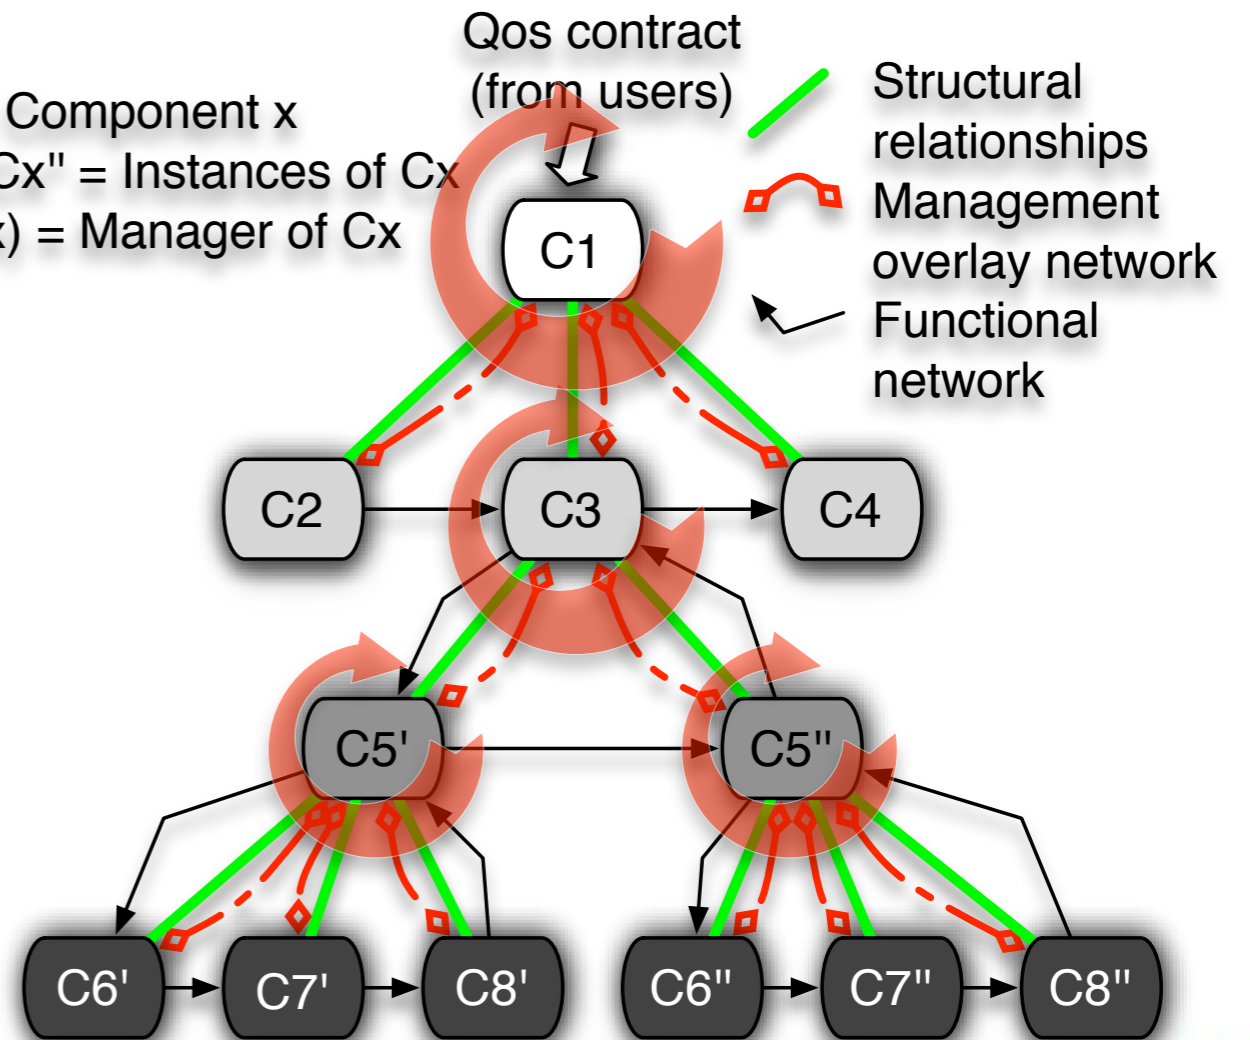 Qos contract
(from users)
Component x
Cx" = Instances of Cx
x) = Manager of Cx
Structural
relationships
Management
overlay network
Functional
network
C1
C2
C3
C4
C5'
C5"
C6'
C7'
C8'
C6"
C7"
C8"